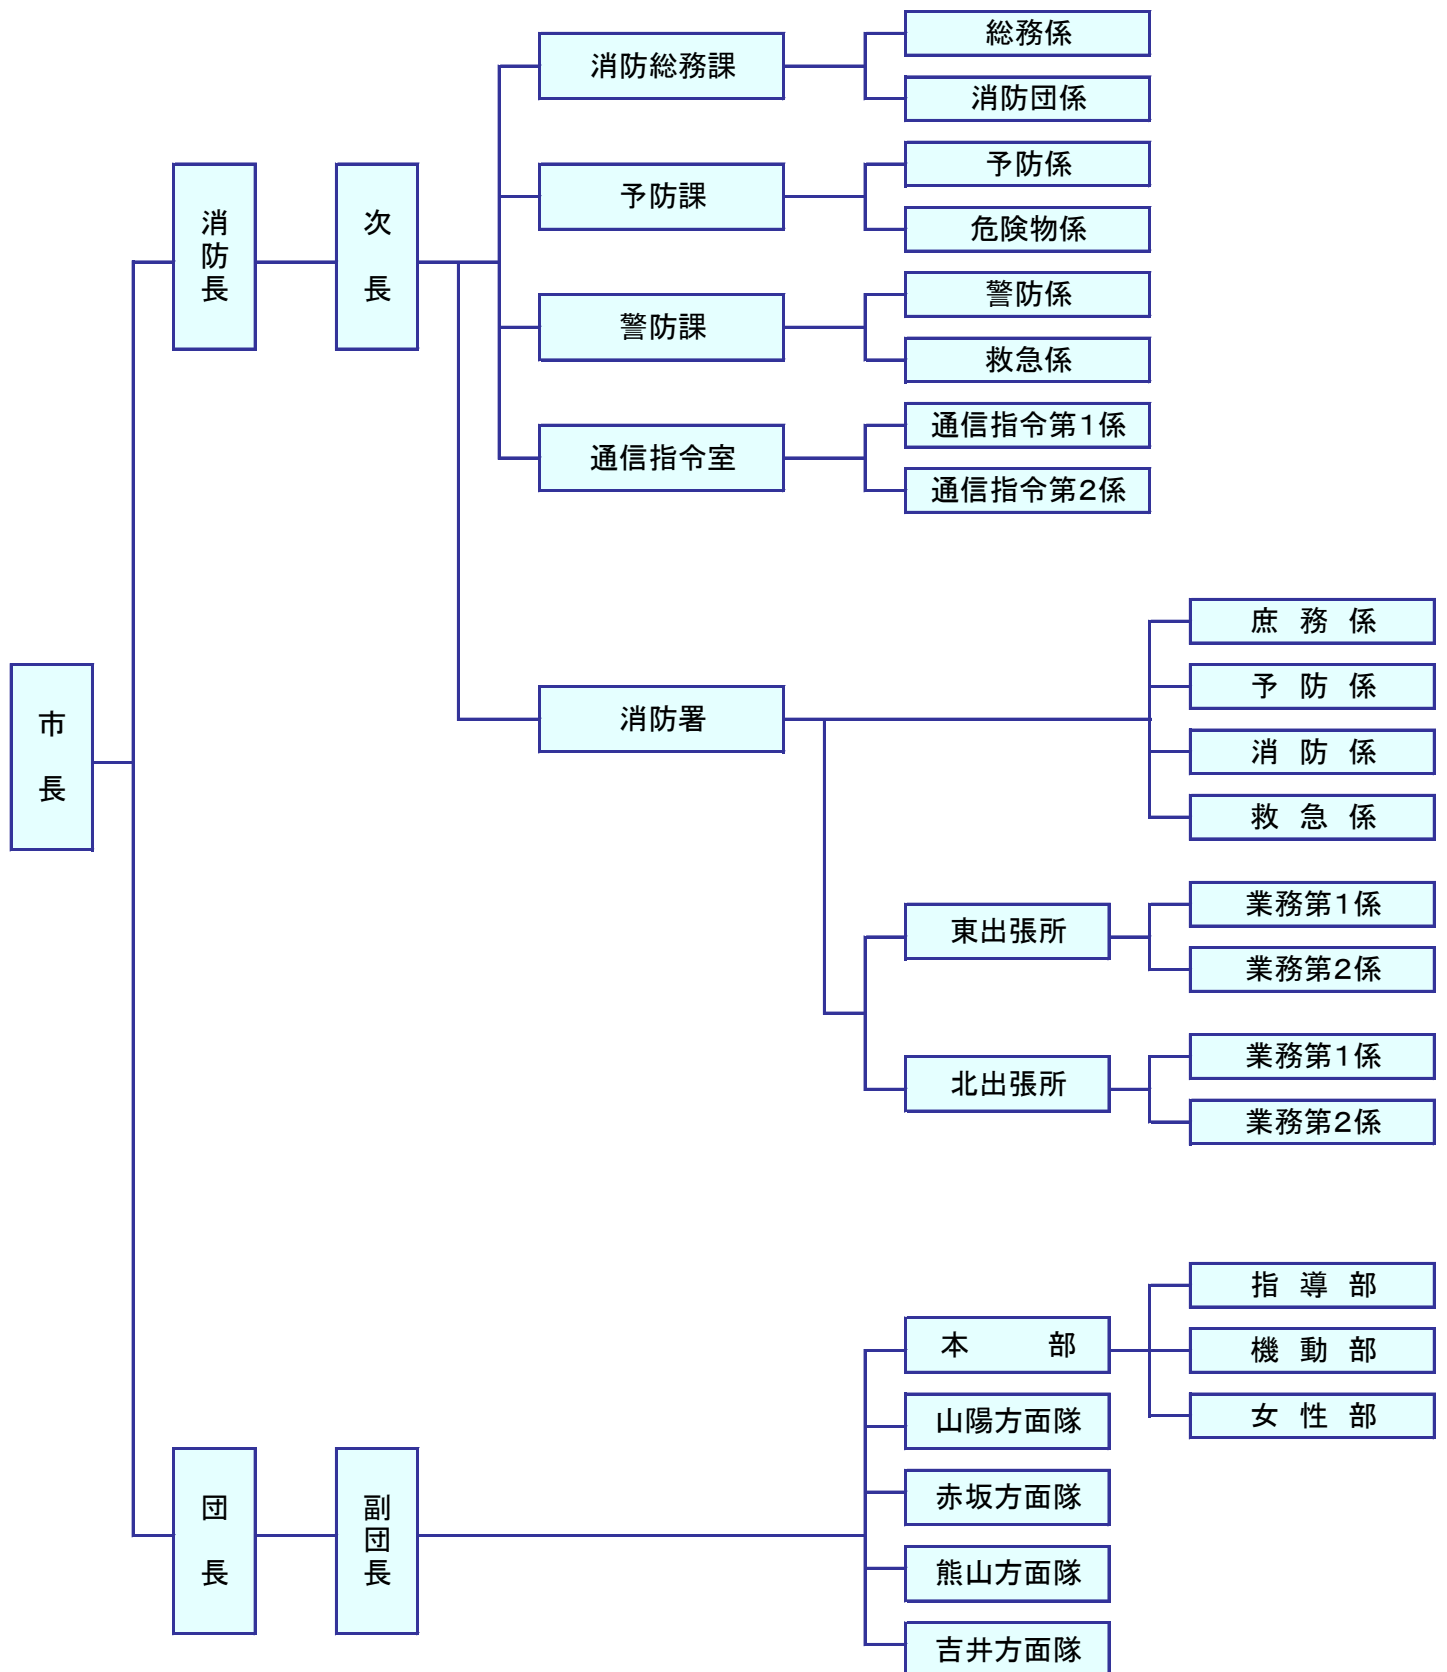 市長
消防長
次長
消防総務課
総務係
消防団係
予防課
予防係
危険物係
警防課
警防係
救急係
通信指令室
通信指令第1係
通信指令第2係
消防署
庶務係
予防係
消防係
救急係
東出張所
業務第1係
業務第2係
北出張所
業務第1係
業務第2係
団長
副団長
本部
指導部
機動部
女性部
山陽方面隊
赤坂方面隊
熊山方面隊
吉井方面隊